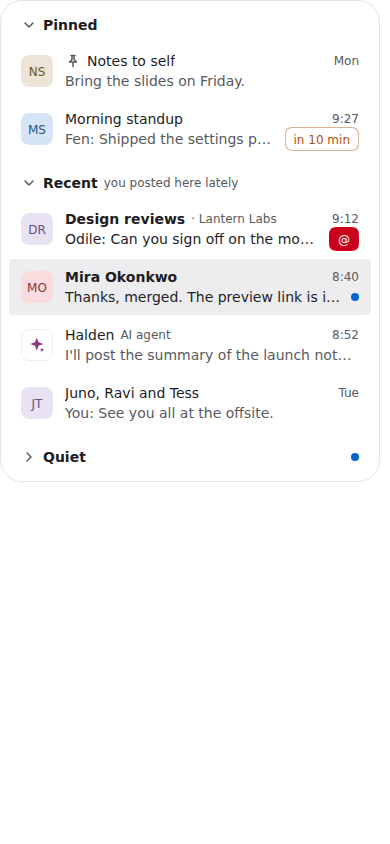 Pinned
NS
Notes to self
Mon
Bring the slides on Friday.
MS
Morning standup
9:27
Fen: Shipped the settings p…
in 10 min
Recent you posted here lately
DR
Design reviews · Lantern Labs
9:12
Odile: Can you sign off on the mo…
@
MO
Mira Okonkwo
8:40
Thanks, merged. The preview link is i…
Halden AI agent
8:52
I'll post the summary of the launch not…
JT
Juno, Ravi and Tess
Tue
You: See you all at the offsite.
Quiet